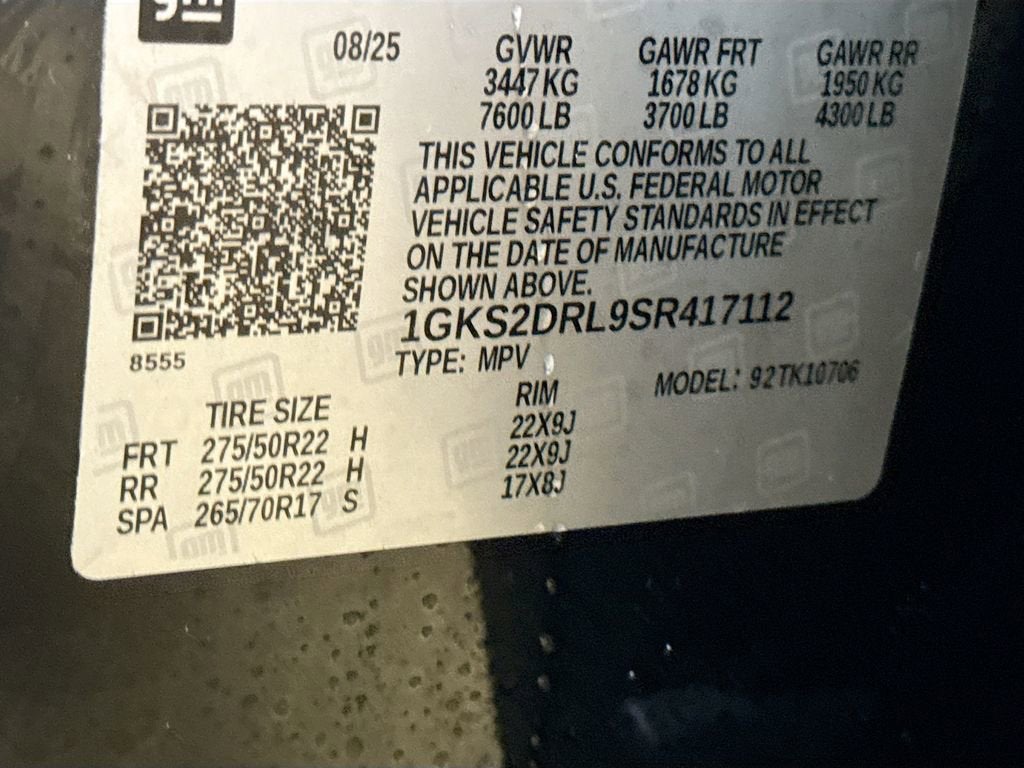 gm
08/25 GVWR GAWR FRT GAWR RR
3447 KG 1678 KG 1950 KG
7600 LB 3700 LB 4300 LB
THIS VEHICLE CONFORMS TO ALL
APPLICABLE U.S. FEDERAL MOTOR
VEHICLE SAFETY STANDARDS IN EFFECT
ON THE DATE OF MANUFACTURE
SHOWN ABOVE.
1GKS2DRL9SR417112
8555 TYPE: MPV MODEL: 92TK10706
TIRE SIZE RIM
FRT 275/50R22 H 22X9J
RR 275/50R22 H 22X9J
SPA 265/70R17 S 17X8J